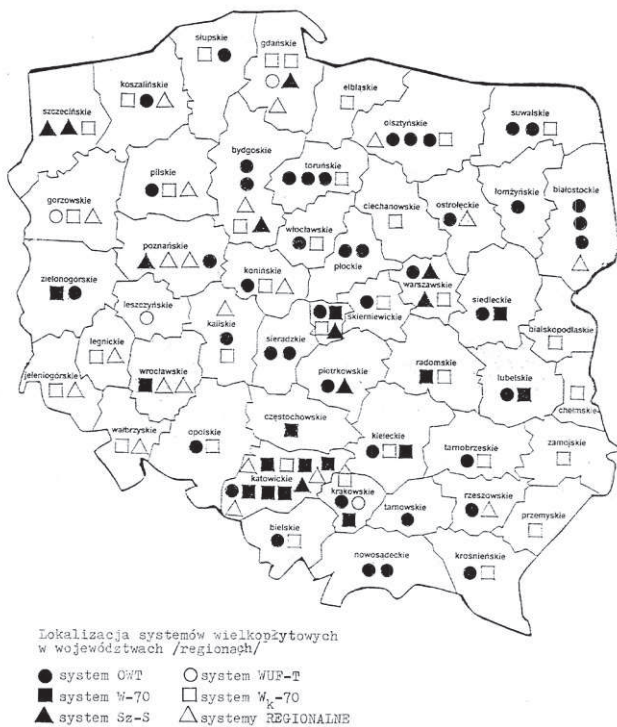 słupskie
gdańskie
koszalińskie
elbląskie
szczecińskie
olsztyńskie
suwalskie
bydgoskie
toruńskie
pilskie
ciechanowskie
ostrołęckie
łomżyńskie
białostockie
gorzowskie
włocławskie
poznańskie
konińskie
płockie
warszawskie
zielonogórskie
leszczyńskie
skierniewickie
siedleckie
kaliskie
bialskopodlaskie
legnickie
sieradzkie
jeleniogórskie
wrocławskie
piotrkowskie
radomskie
lubelskie
chełmskie
wałbrzyskie
opolskie
częstochowskie
kieleckie
tarnobrzeskie
zamojskie
katowickie
krakowskie
tarnowskie
rzeszowskie
przemyskie
bielskie
nowosądeckie
krośnieńskie
Lokalizacja systemów wielkopłytowych
w województwach /regionach/
system OWT
system WUF-T
system W-70
system Wk-70
system Sz-S
systemy REGIONALNE